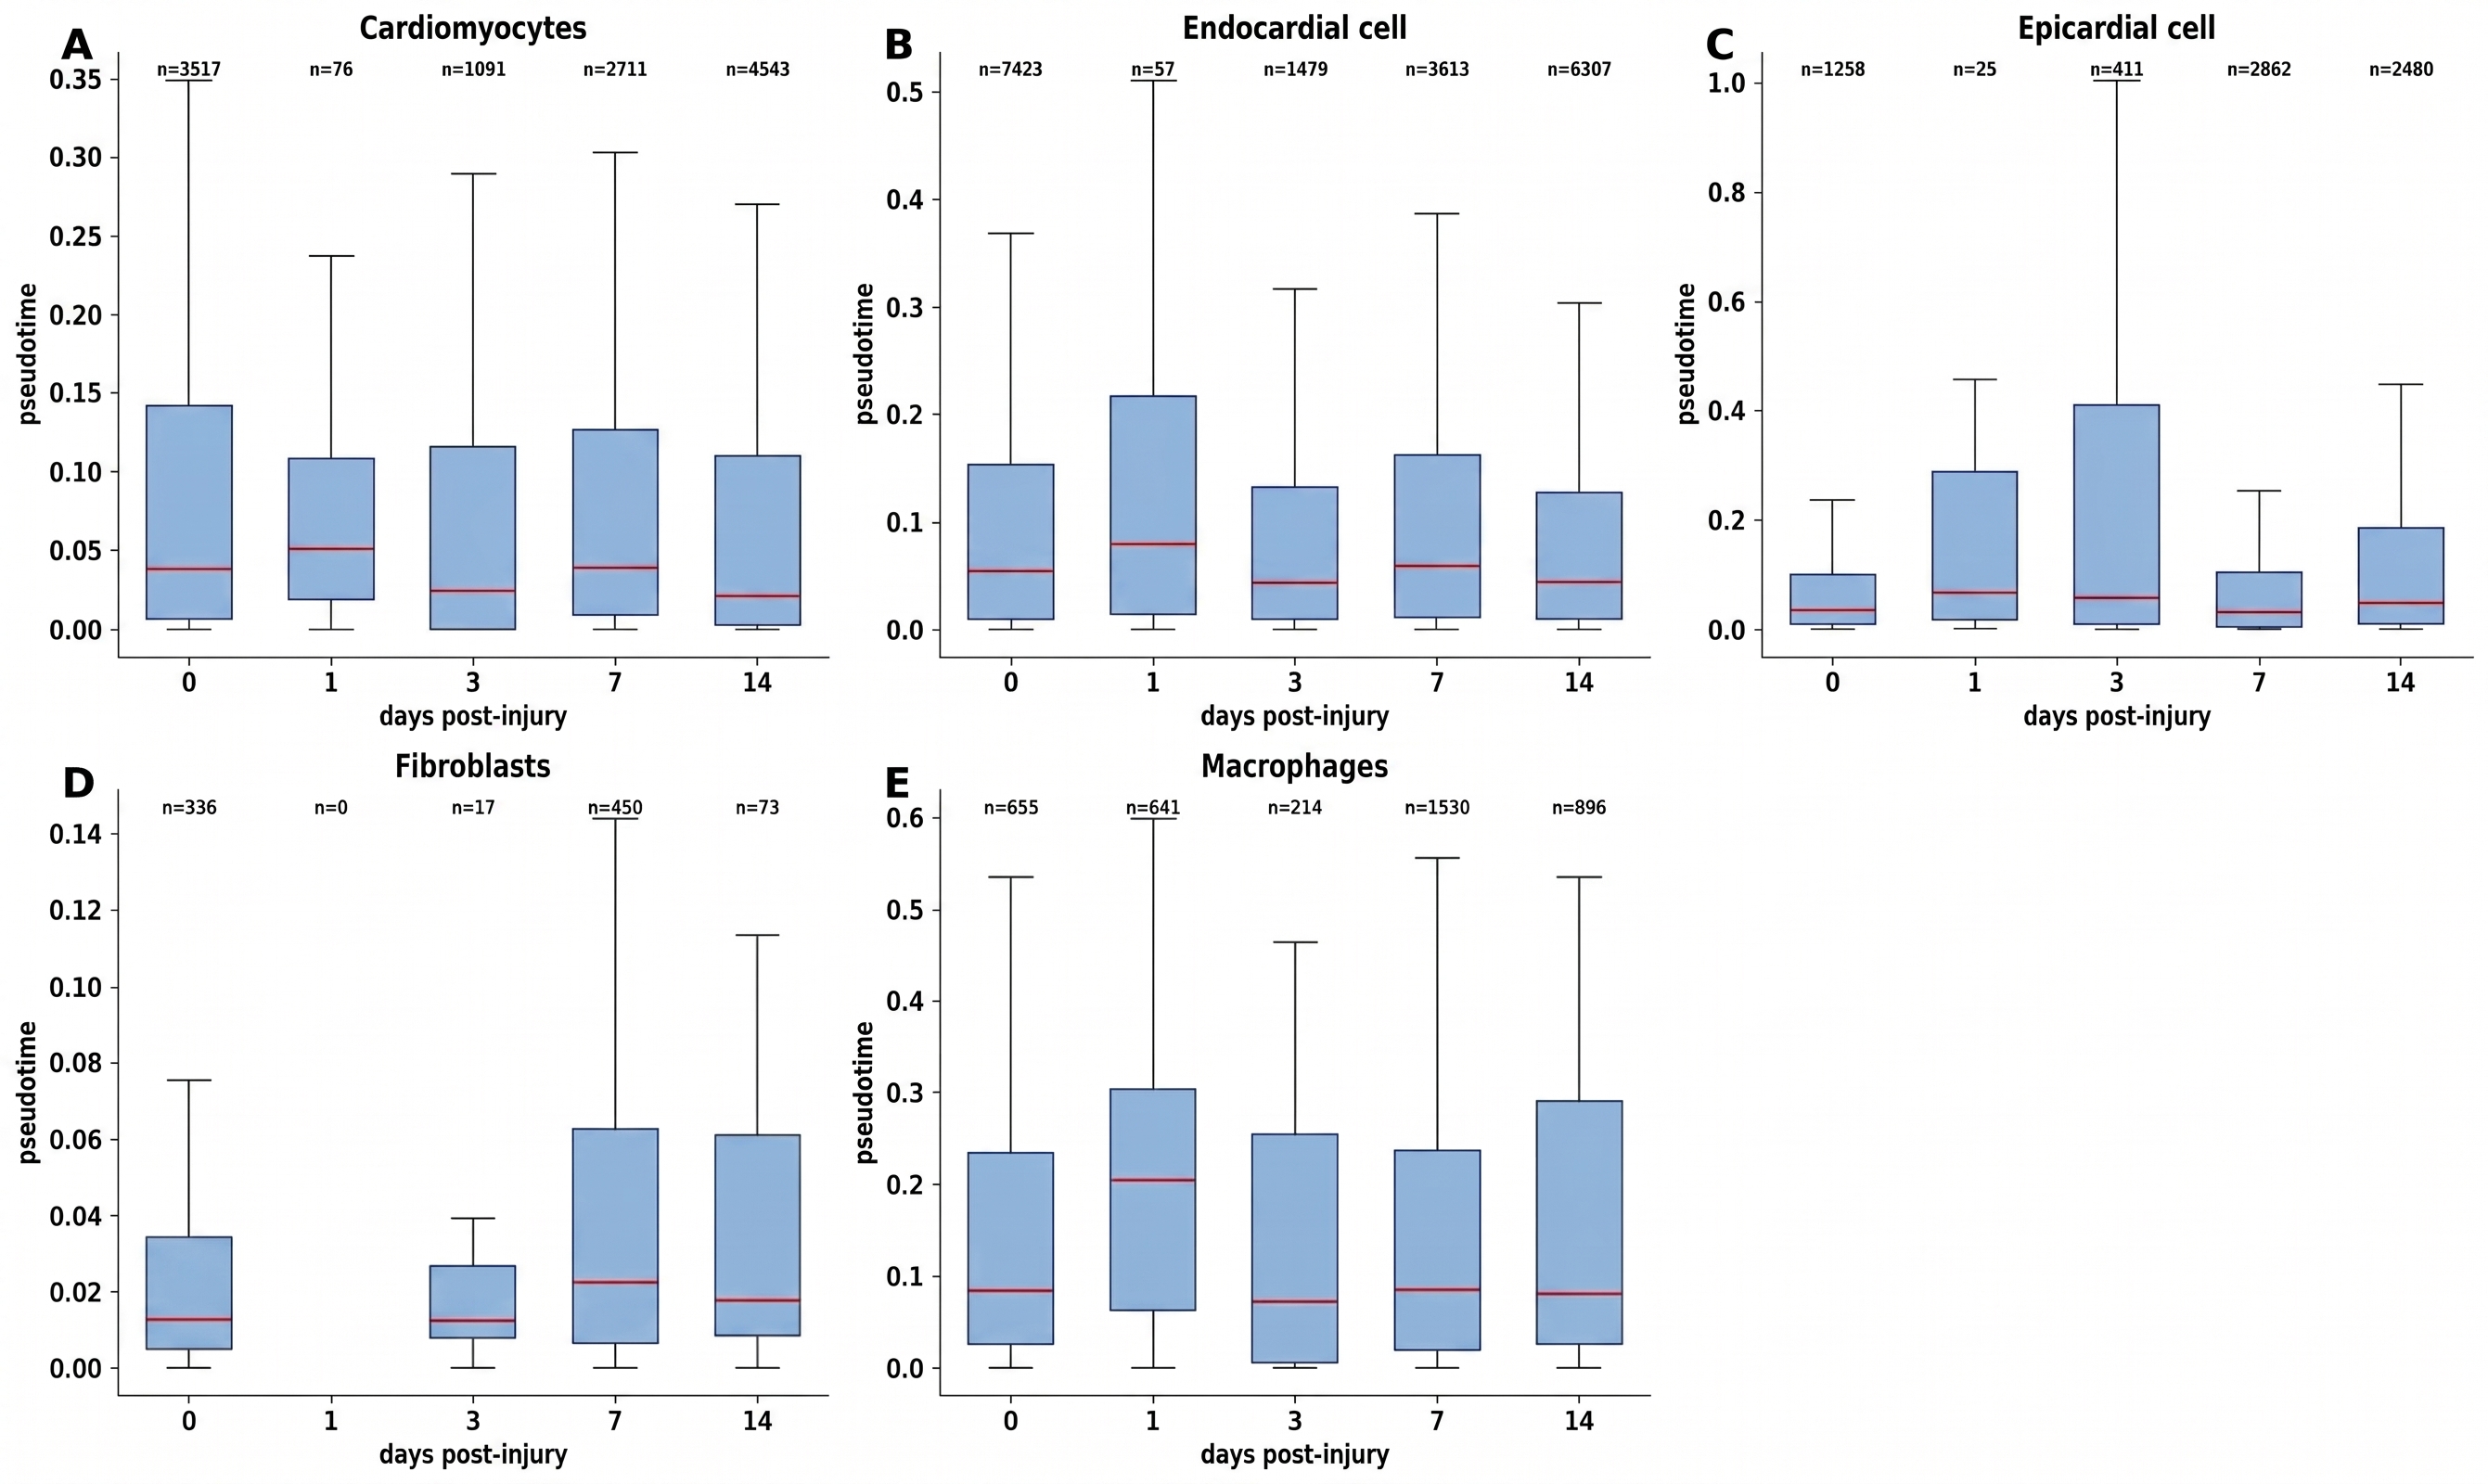 A
Cardiomyocytes
n=3517 n=76 n=1091 n=2711 n=4543
0.35
0.30
0.25
0.20
0.15
0.10
0.05
0.00
pseudotime
0 1 3 7 14
days post-injury
B
Endocardial cell
n=7423 n=57 n=1479 n=3613 n=6307
0.5
0.4
0.3
0.2
0.1
0.0
pseudotime
0 1 3 7 14
days post-injury
C
Epicardial cell
n=1258 n=25 n=411 n=2862 n=2480
1.0
0.8
0.6
0.4
0.2
0.0
pseudotime
0 1 3 7 14
days post-injury
D
Fibroblasts
n=336 n=0 n=17 n=450 n=73
0.14
0.12
0.10
0.08
0.06
0.04
0.02
0.00
pseudotime
0 1 3 7 14
days post-injury
E
Macrophages
n=655 n=641 n=214 n=1530 n=896
0.6
0.5
0.4
0.3
0.2
0.1
0.0
pseudotime
0 1 3 7 14
days post-injury